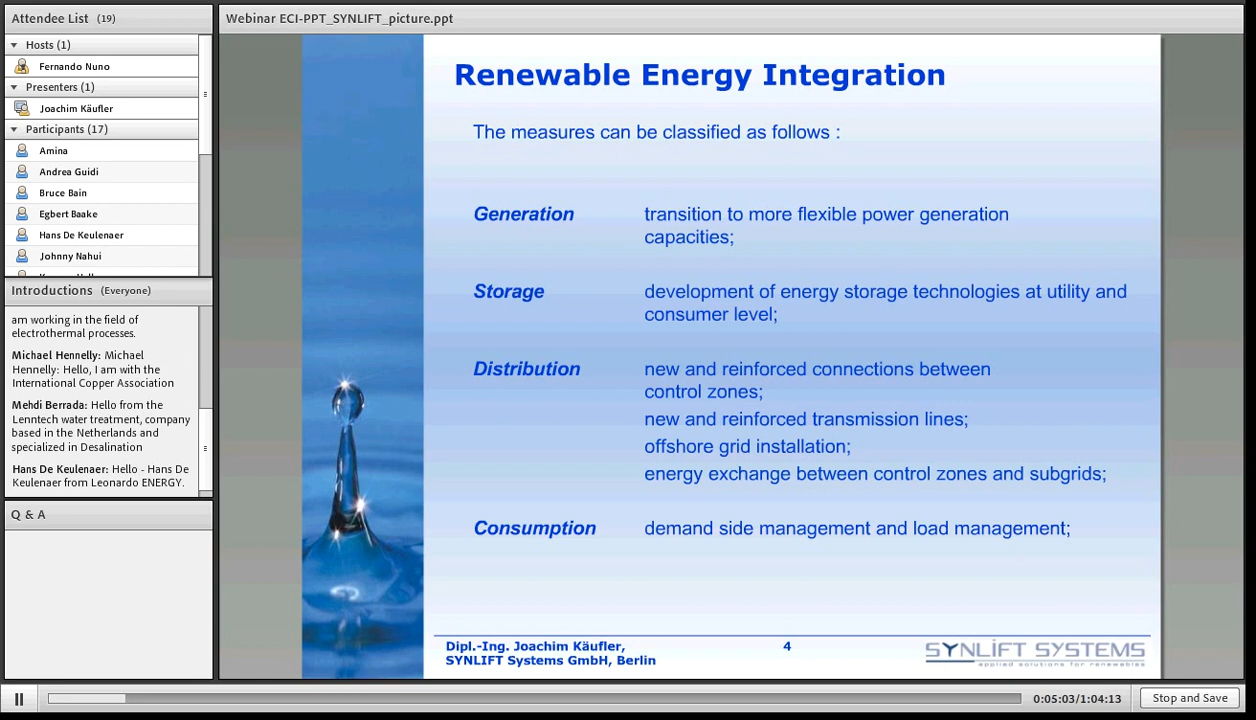 Attendee List (19)
Hosts (1)
Fernando Nuno
Presenters (1)
Joachim Käufler
Participants (17)
Amina
Andrea Guidi
Bruce Bain
Egbert Baake
Hans De Keulenaer
Johnny Nahui
Introductions (Everyone)
am working in the field of
electrothermal processes.
Michael Hennelly: Michael
Hennelly: Hello, I am with the
International Copper Association
Mehdi Berrada: Hello from the
Lenntech water treatment, company
based in the Netherlands and
specialized in Desalination
Hans De Keulenaer: Hello - Hans De
Keulenaer from Leonardo ENERGY.
Q & A
Webinar ECI-PPT_SYNLIFT_picture.ppt
Renewable Energy Integration
The measures can be classified as follows :
Generation transition to more flexible power generation
capacities;
Storage development of energy storage technologies at utility and
consumer level;
Distribution new and reinforced connections between
control zones;
new and reinforced transmission lines;
offshore grid installation;
energy exchange between control zones and subgrids;
Consumption demand side management and load management;
Dipl.-Ing. Joachim Käufler,
SYNLIFT Systems GmbH, Berlin
4
SYNLIFT SYSTEMS
applied solutions for renewables
0:05:03/1:04:13
Stop and Save